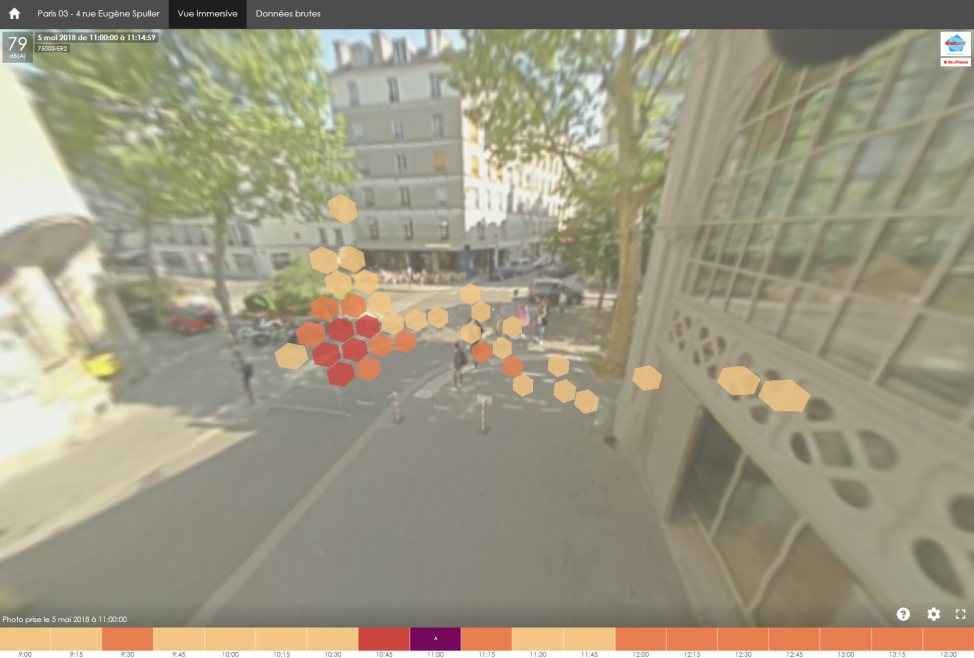 Paris 03 - 4 rue Eugène Spuller Vue immersive Données brutes
79
dB(A)
5 mai 2018 de 11:00:00 à 11:14:59
75003-ER2
Photo prise le 5 mai 2018 à 11:00:00
?
A
9:00 9:15 9:30 9:45 10:00 10:15 10:30 10:45 11:00 11:15 11:30 11:45 12:00 12:15 12:30 12:45 13:00 13:15 13:30